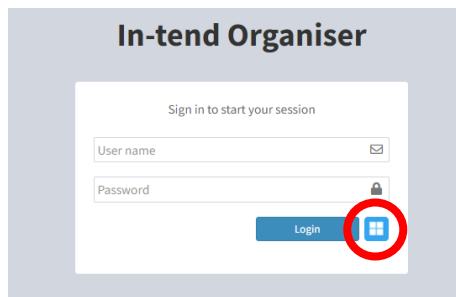 In-tend Organiser
Sign in to start your session
User name
Password
Login